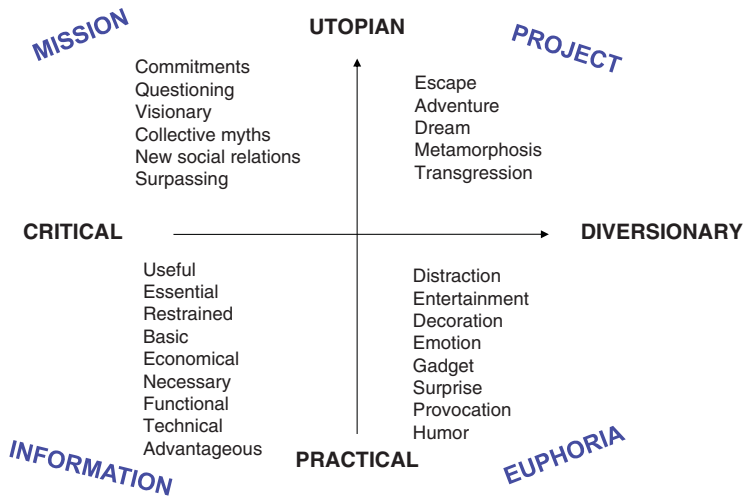 MISSION
UTOPIAN
PROJECT
Commitments
Questioning
Visionary
Collective myths
New social relations
Surpassing
Escape
Adventure
Dream
Metamorphosis
Transgression
CRITICAL
DIVERSIONARY
Useful
Essential
Restrained
Basic
Economical
Necessary
Functional
Technical
Advantageous
Distraction
Entertainment
Decoration
Emotion
Gadget
Surprise
Provocation
Humor
INFORMATION
PRACTICAL
EUPHORIA